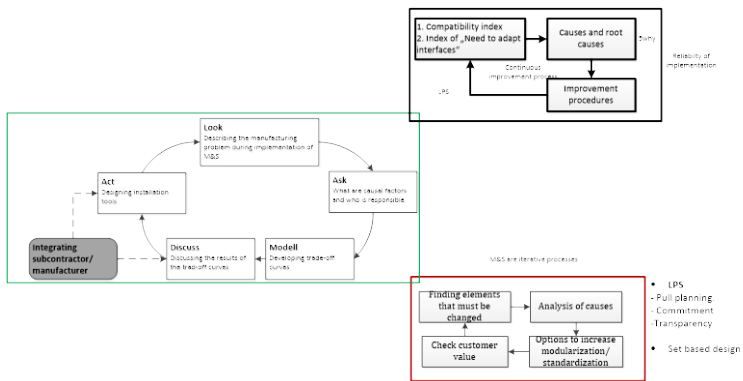 1. Compatibility index
2. Index of „Need to adapt
interfaces"
Causes and root
causes
5why
Reliability of
implementation
Continuous
improvement process
LPS
Improvement
procedures
Look
Describing the manufacturing
problem during implementation of
M&S
Act
Designing installation
tools
Ask
What are causal factors
and who is responsible
Integrating
subcontractor/
manufacturer
Discuss
Discussing the results of
the trad-off curves
Modell
Developing trade-off
curves
M&S are iterative processes
Finding elements
that must be
changed
Analysis of causes
Check customer
value
Options to increase
modularization/
standardization
• LPS
- Pull planning.
- Commitment
-Transparency
• Set based design